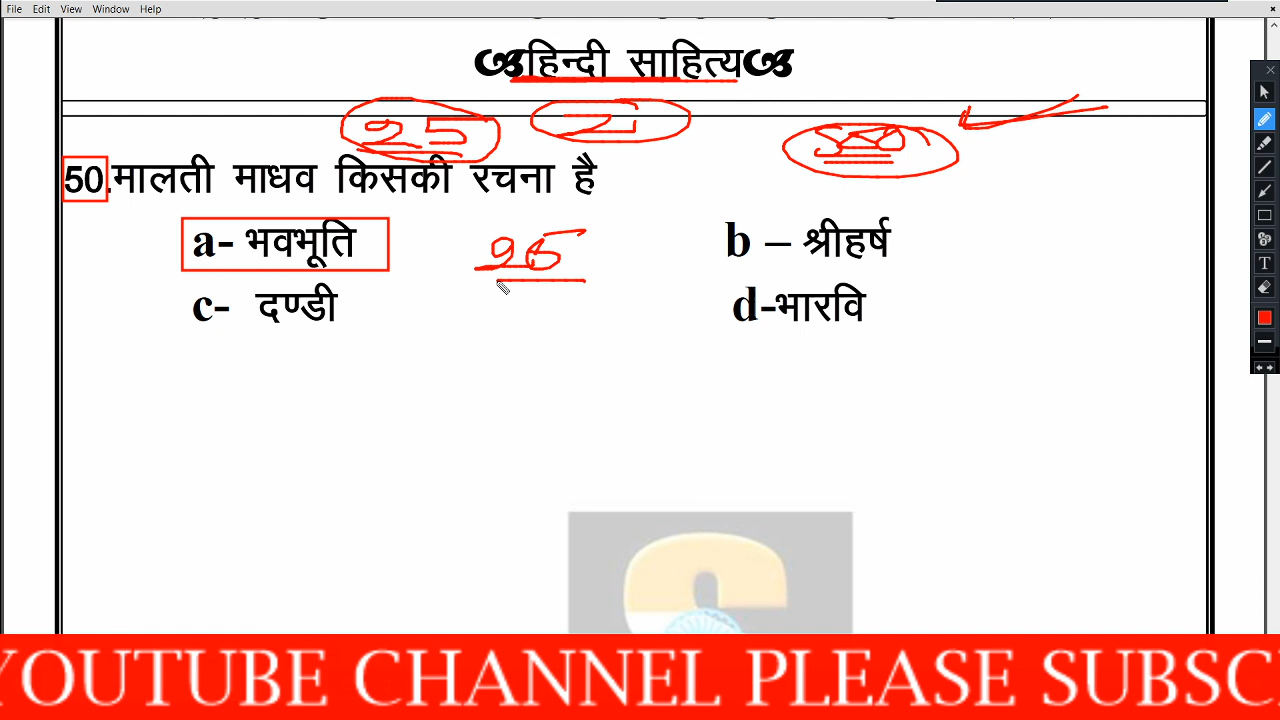 File Edit View Window Help
हिन्दी साहित्य
25
50.मालती माधव किसकी रचना है
a- भवभूति b – श्रीहर्ष
c- दण्डी d-भारवि
YOUTUBE CHANNEL PLEASE SUBSC